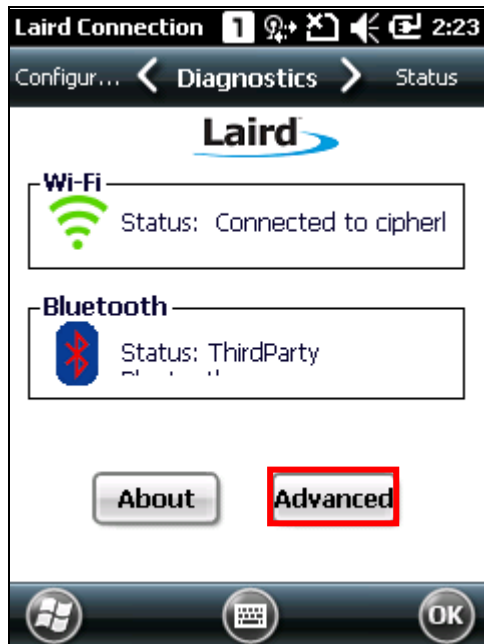 Laird Connection 1 2:23
Configur... Diagnostics Status
Laird
Wi-Fi
Status: Connected to cipherl
Bluetooth
Status: ThirdParty
About Advanced
OK